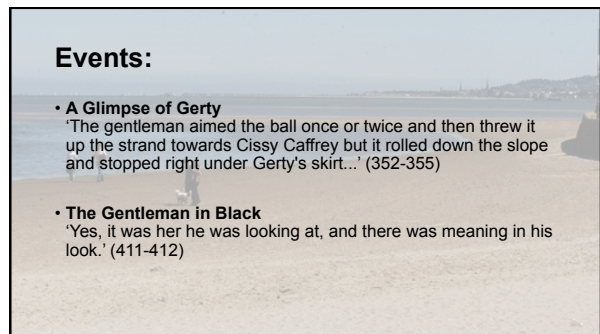 Events:
• A Glimpse of Gerty
‘The gentleman aimed the ball once or twice and then threw it
up the strand towards Cissy Caffrey but it rolled down the slope
and stopped right under Gerty's skirt...’ (352-355)
• The Gentleman in Black
‘Yes, it was her he was looking at, and there was meaning in his
look.’ (411-412)